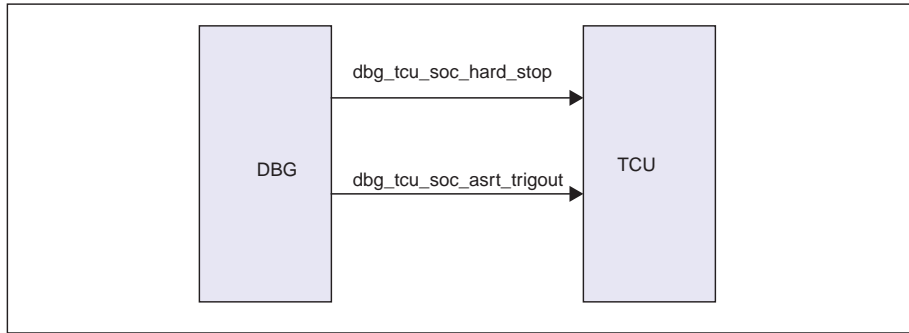 dbg_tcu_soc_hard_stop
DBG
TCU
dbg_tcu_soc_asrt_trigout